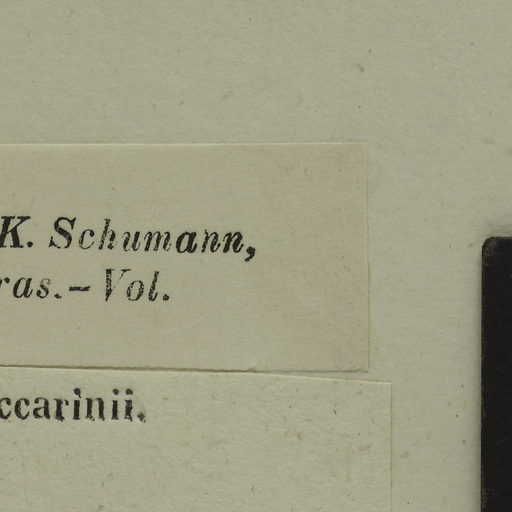 K. Schumann,
ras.–Vol.
ccarinii.